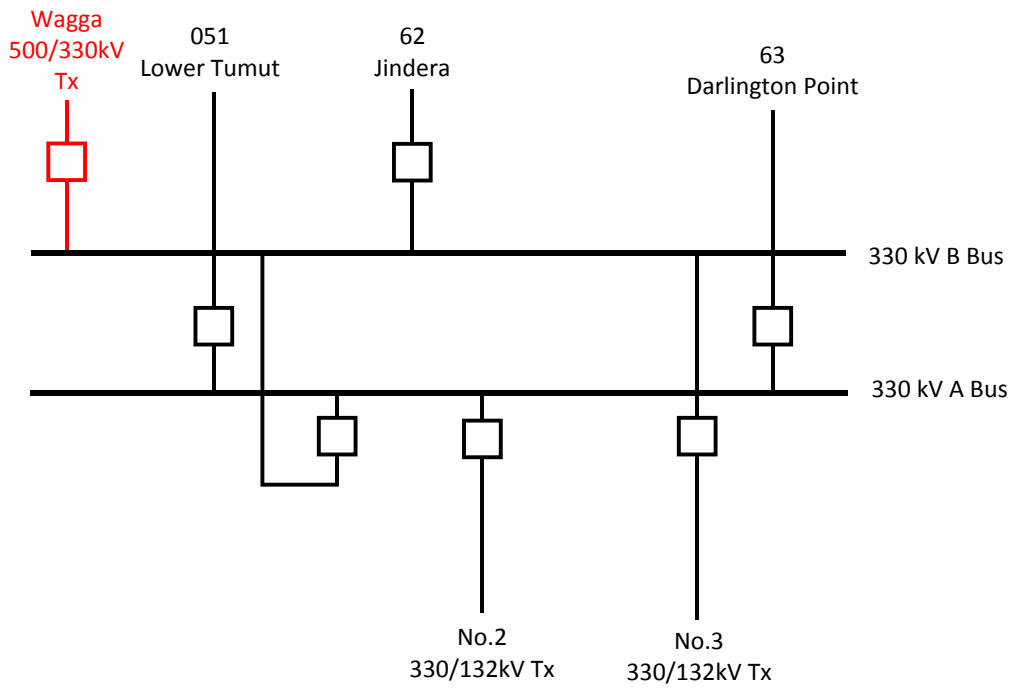 Wagga
500/330kV
Tx
051
Lower Tumut
62
Jindera
63
Darlington Point
330 kV B Bus
330 kV A Bus
No.2
330/132kV Tx
No.3
330/132kV Tx